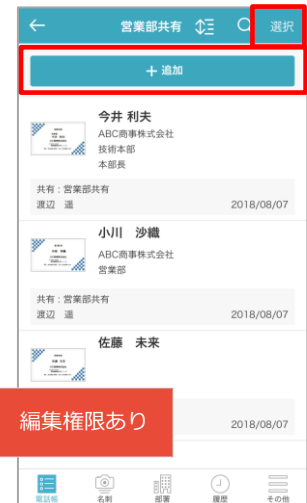 営業部共有
選択
＋追加
今井 利夫
ABC商事株式会社
技術本部
本部長
共有：営業部共有
渡辺 遥
2018/08/07
小川 沙織
ABC商事株式会社
営業部
共有：営業部共有
渡辺 遥
2018/08/07
佐藤 未来
編集権限あり
2018/08/07
電話帳
名刺
部署
履歴
その他